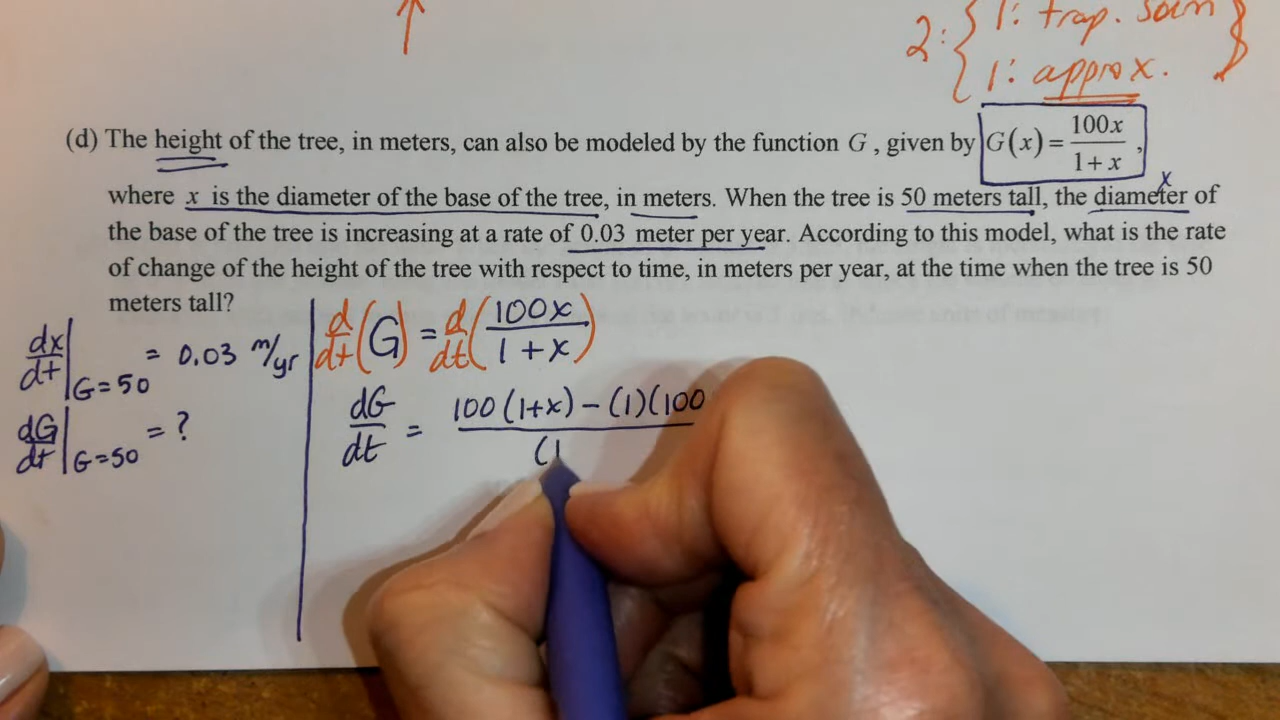 2: { 1: trap. sum
1: approx. }
(d) The height of the tree, in meters, can also be modeled by the function G, given by G(x) = 100x / 1 + x,
x
where x is the diameter of the base of the tree, in meters. When the tree is 50 meters tall, the diameter of
the base of the tree is increasing at a rate of 0.03 meter per year. According to this model, what is the rate
of change of the height of the tree with respect to time, in meters per year, at the time when the tree is 50
meters tall?
dx/dt | G=50 = 0.03 m/yr
dG/dt | G=50 = ?
d/dt (G) = d/dt (100x / 1 + x)
dG/dt = 100(1+x) - (1)(100 / (1